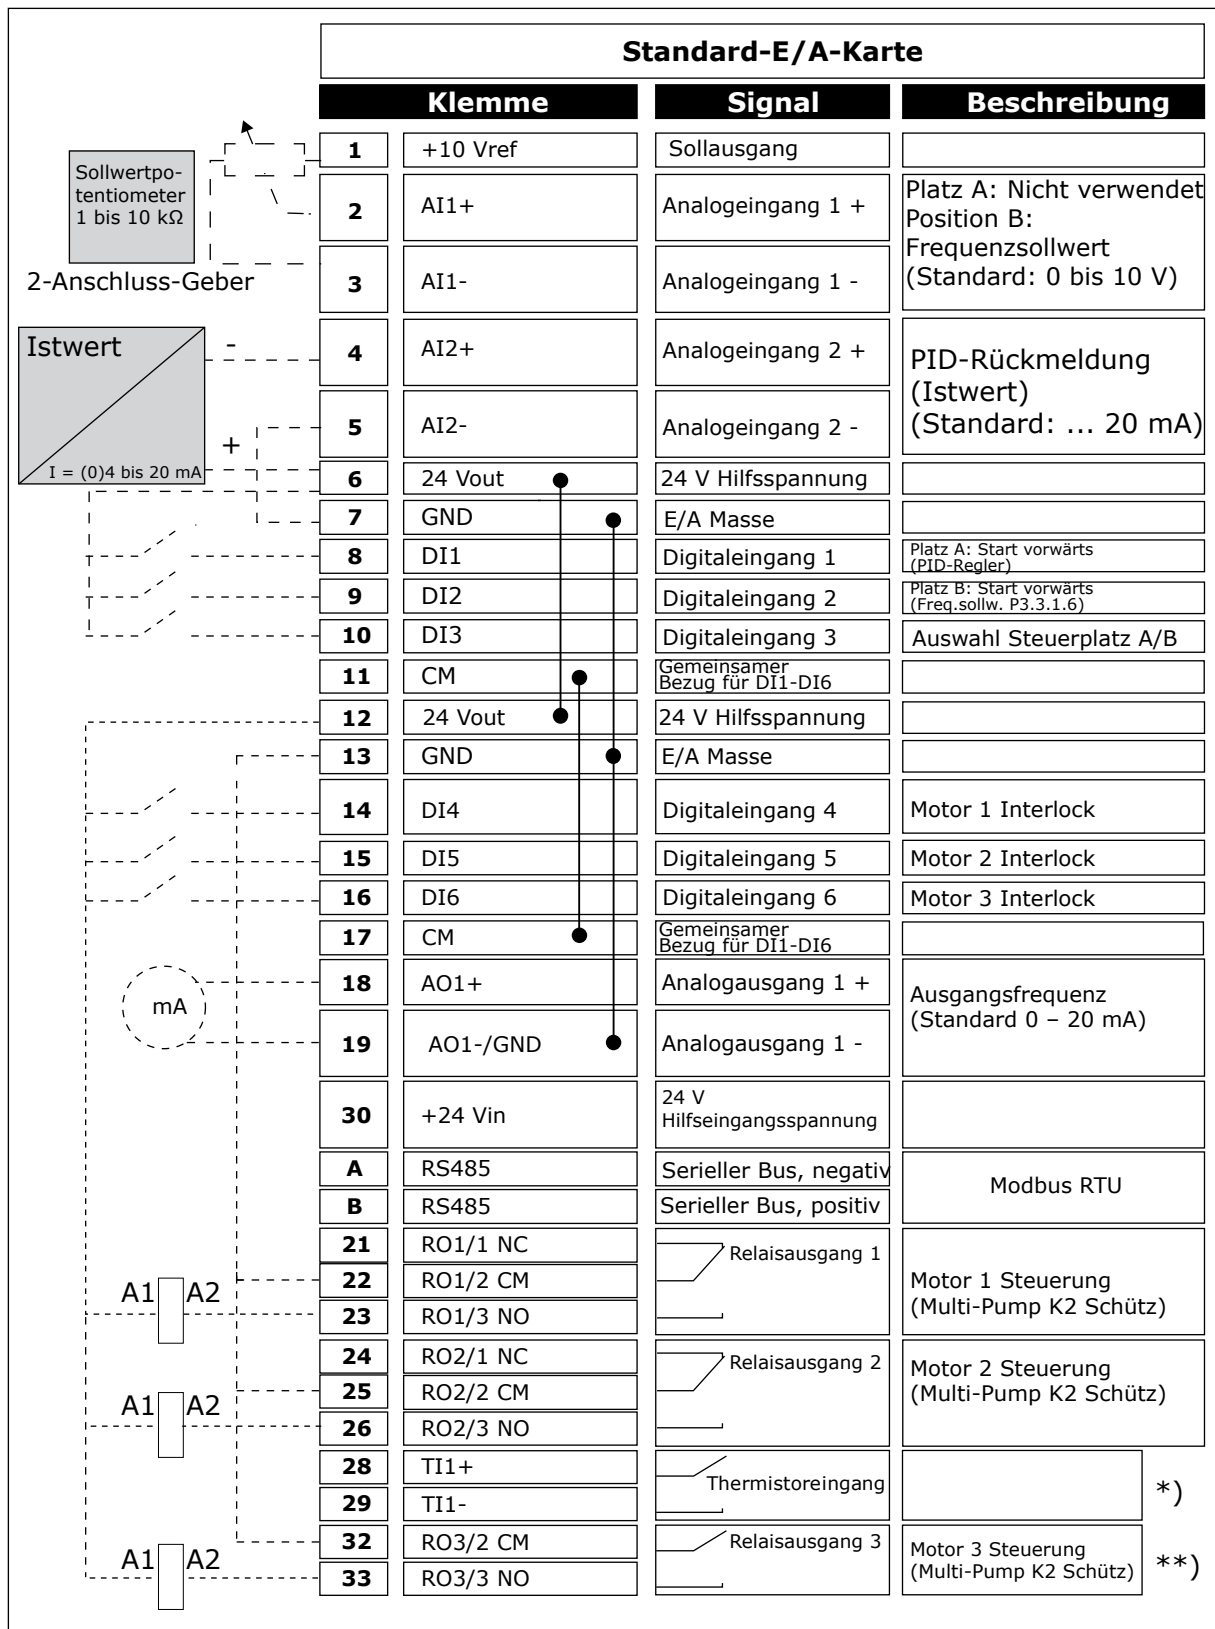 Standard-E/A-Karte
Klemme Signal Beschreibung
Sollwertpo-
tentiometer
1 bis 10 kΩ
2-Anschluss-Geber
Istwert
I = (0)4 bis 20 mA
-
+
1 +10 Vref Sollausgang
2 AI1+ Analogeingang 1 +
3 AI1- Analogeingang 1 -
Platz A: Nicht verwendet
Position B:
Frequenzsollwert
(Standard: 0 bis 10 V)
4 AI2+ Analogeingang 2 +
5 AI2- Analogeingang 2 -
PID-Rückmeldung
(Istwert)
(Standard: ... 20 mA)
6 24 Vout 24 V Hilfsspannung
7 GND E/A Masse
8 DI1 Digitaleingang 1
Platz A: Start vorwärts
(PID-Regler)
9 DI2 Digitaleingang 2
Platz B: Start vorwärts
(Freq.sollw. P3.3.1.6)
10 DI3 Digitaleingang 3 Auswahl Steuerplatz A/B
11 CM
Gemeinsamer
Bezug für DI1-DI6
12 24 Vout 24 V Hilfsspannung
13 GND E/A Masse
14 DI4 Digitaleingang 4 Motor 1 Interlock
15 DI5 Digitaleingang 5 Motor 2 Interlock
16 DI6 Digitaleingang 6 Motor 3 Interlock
17 CM
Gemeinsamer
Bezug für DI1-DI6
mA
18 AO1+ Analogausgang 1 +
19 AO1-/GND Analogausgang 1 -
Ausgangsfrequenz
(Standard 0 – 20 mA)
30 +24 Vin
24 V
Hilfseingangsspannung
A RS485 Serieller Bus, negativ
B RS485 Serieller Bus, positiv
Modbus RTU
21 RO1/1 NC Relaisausgang 1
22 RO1/2 CM
A1 A2
23 RO1/3 NO
Motor 1 Steuerung
(Multi-Pump K2 Schütz)
24 RO2/1 NC Relaisausgang 2
25 RO2/2 CM
A1 A2
26 RO2/3 NO
Motor 2 Steuerung
(Multi-Pump K2 Schütz)
28 TI1+
29 TI1-
Thermistoreingang
*)
32 RO3/2 CM Relaisausgang 3
A1 A2
33 RO3/3 NO
Motor 3 Steuerung
(Multi-Pump K2 Schütz)
**)